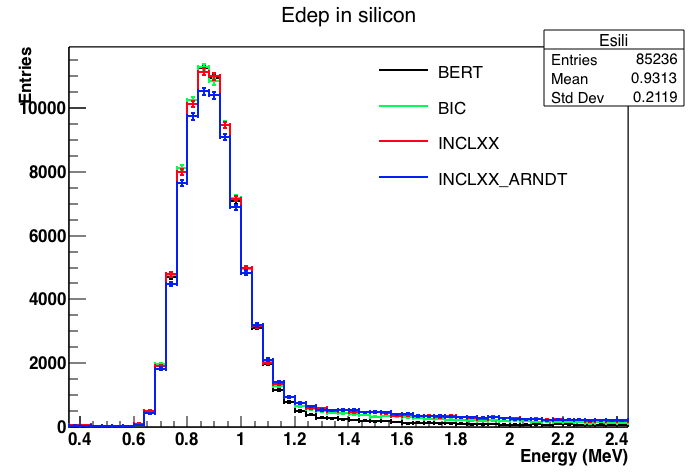 Edep in silicon
Esili
Entries 85236
Mean 0.9313
Std Dev 0.2119
Entries
BERT
BIC
INCLXX
INCLXX_ARNDT
10000
8000
6000
4000
2000
0
0.4 0.6 0.8 1 1.2 1.4 1.6 1.8 2 2.2 2.4
Energy (MeV)